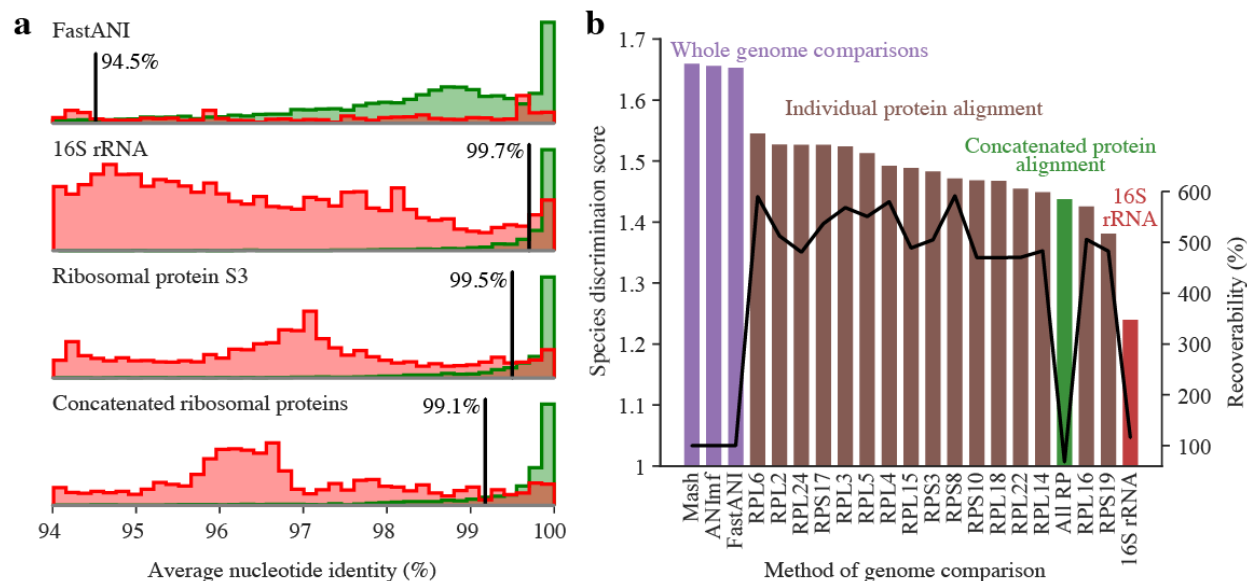 a
FastANI
94.5%
16S rRNA
99.7%
Ribosomal protein S3
99.5%
Concatenated ribosomal proteins
99.1%
94 95 96 97 98 99 100
Average nucleotide identity (%)
b
Species discriminaion score
1.7
1.6
1.5
1.4
1.3
1.2
1.1
1
Whole genome comparisons
Individual protein alignment
Concatenated protein
alignment
16S
rRNA
600
500
400
300
200
100
Recoverability (%)
Mash
ANImf
FastANI
RPL6
RPL2
RPL24
RPS17
RPL3
RPL5
RPL4
RPL15
RPS3
RPS8
RPS10
RPL18
RPL22
RPL14
All RP
RPL16
RPS19
16S rRNA
Method of genome comparison